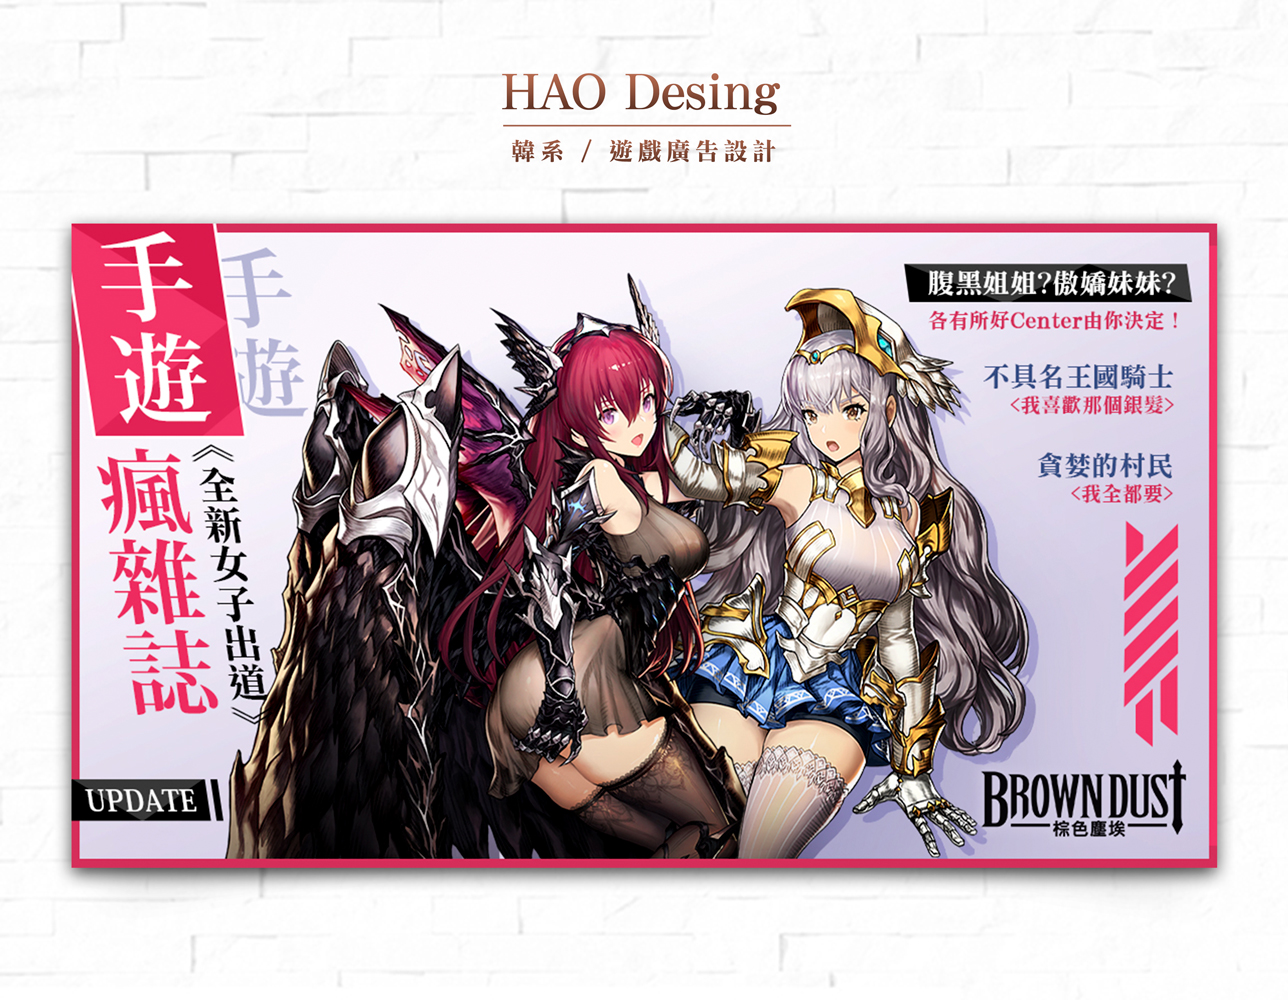 HAO Desing
韓系 / 遊戲廣告設計
手遊
手遊
瘋雜誌
《全新女子出道》
UPDATE
腹黑姐姐?傲嬌妹妹?
各有所好Center由你決定！
不具名王國騎士
<我喜歡那個銀髮>
貪婪的村民
<我全都要>
BROWN DUST
棕色塵埃